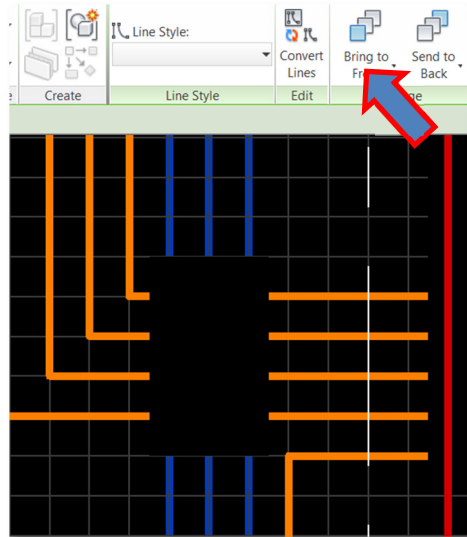 Line Style:
Convert
Lines
Bring to
Send to
Back
Create
Line Style
Edit